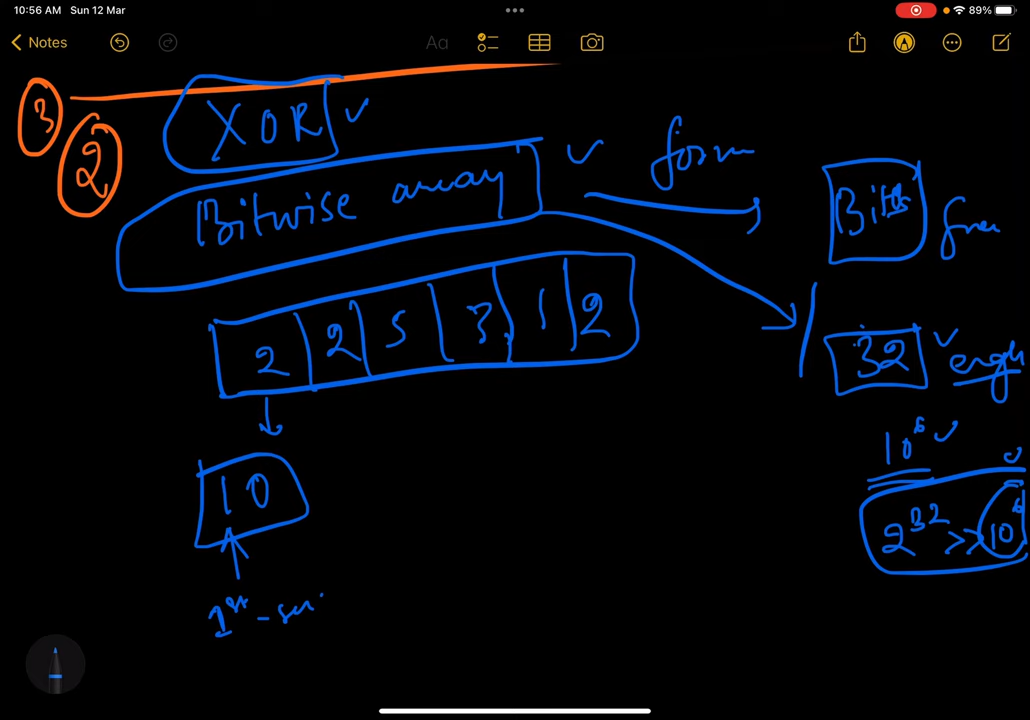 10:56 AM Sun 12 Mar
89%
Notes
Aa
3
2
XOR
Bitwise array
form
Bits
2 2 5 3 1 2
32
10^6
10
2^32 >> 10^6
1st -